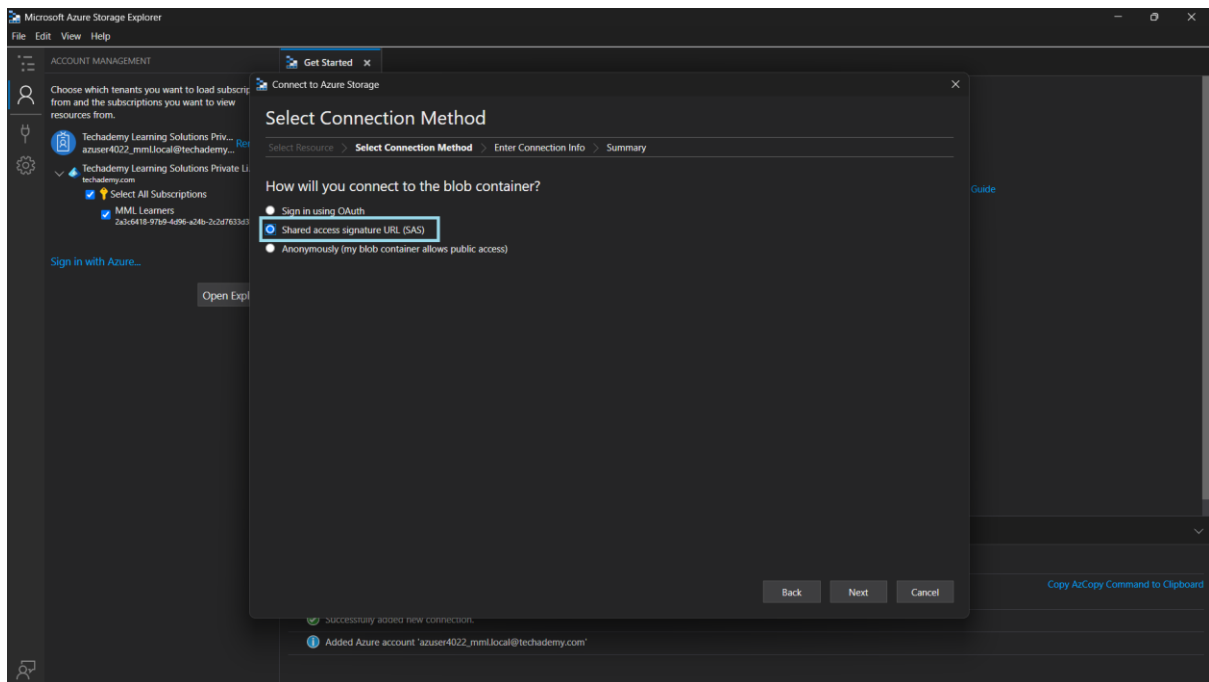 Microsoft Azure Storage Explorer
File Edit View Help
ACCOUNT MANAGEMENT
Choose which tenants you want to load subscrip
from and the subscriptions you want to view
resources from.
Techademy Learning Solutions Priv...
azuser4022_mml.local@techademy... Re
Techademy Learning Solutions Private Li
techademy.com
Select All Subscriptions
MML Learners
2a3c6418-97b9-4d96-a24b-2c2d7633d3
Sign in with Azure...
Open Expl
Get Started
Connect to Azure Storage
Select Connection Method
Select Resource > Select Connection Method > Enter Connection Info > Summary
How will you connect to the blob container?
Sign in using OAuth
Shared access signature URL (SAS)
Anonymously (my blob container allows public access)
Guide
Back Next Cancel
Copy AzCopy Command to Clipboard
Successfully added new connection.
Added Azure account 'azuser4022_mml.local@techademy.com'